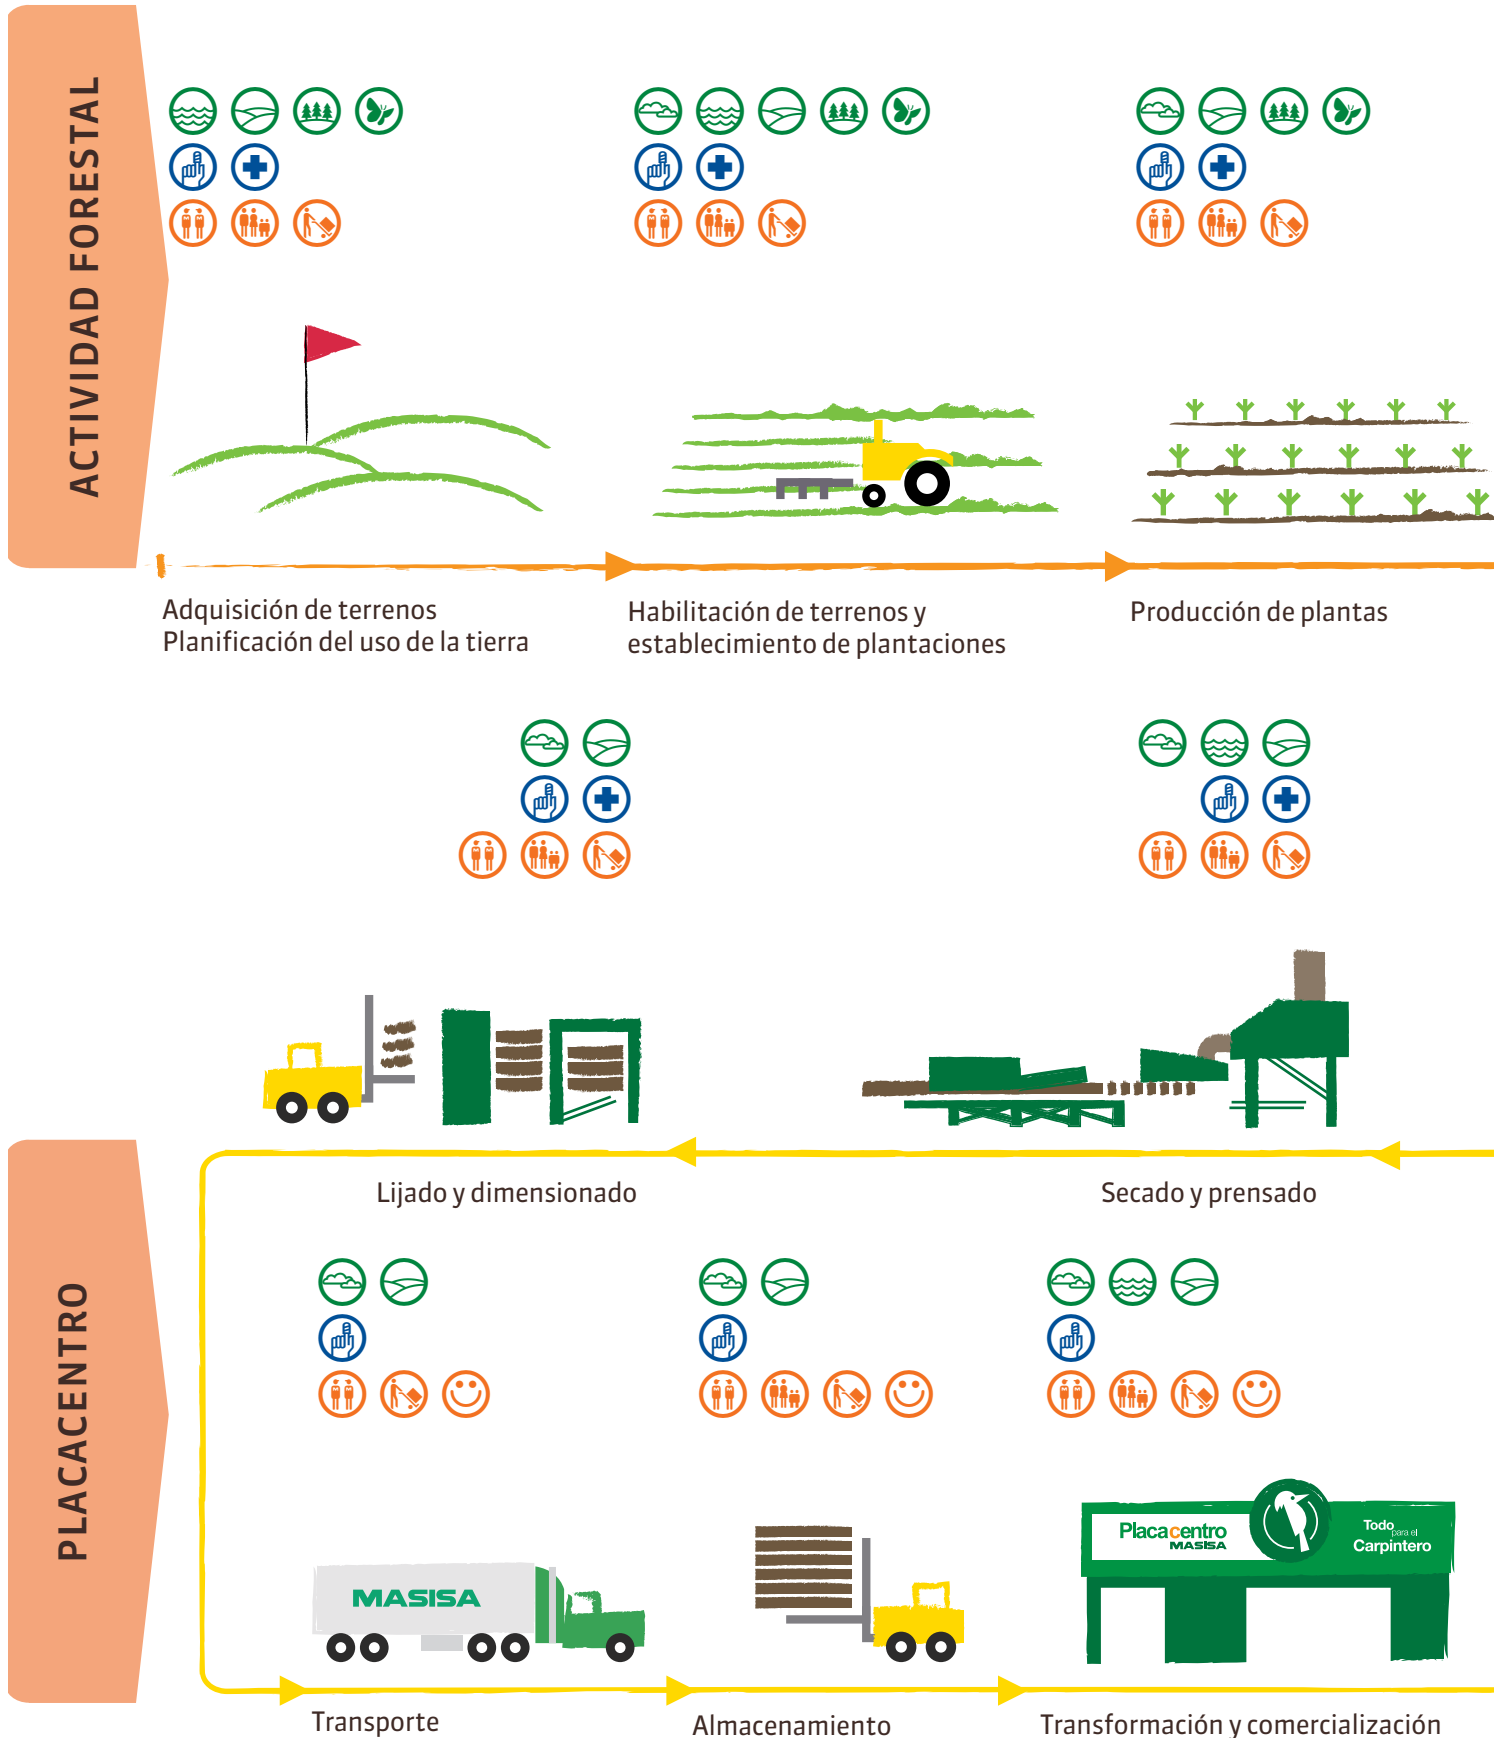 ACTIVIDAD FORESTAL
Adquisición de terrenos
Planificación del uso de la tierra
Habilitación de terrenos y
establecimiento de plantaciones
Producción de plantas
Lijado y dimensionado
Secado y prensado
PLACACENTRO
MASISA
Placacentro
MASISA
Todo
para el
Carpintero
Transporte
Almacenamiento
Transformación y comercialización